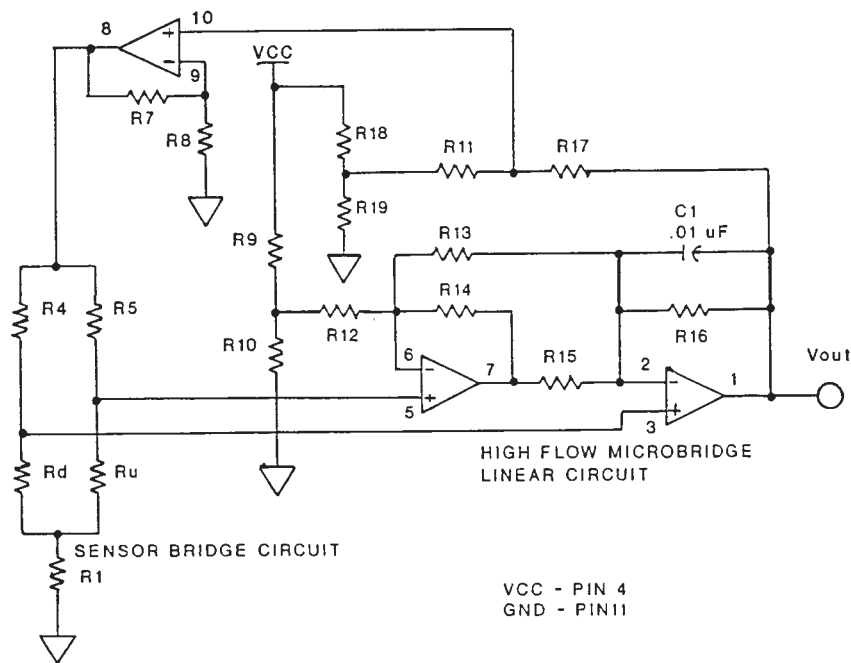 8
10
9
VCC
R7
R8
R18
R11
R17
R19
C1
.01 uF
R9
R13
R4
R5
R14
R12
R16
R10
6
7
R15
2
1
Vout
5
3
HIGH FLOW MICROBRIDGE
LINEAR CIRCUIT
Rd
Ru
SENSOR BRIDGE CIRCUIT
R1
VCC - PIN 4
GND - PIN11